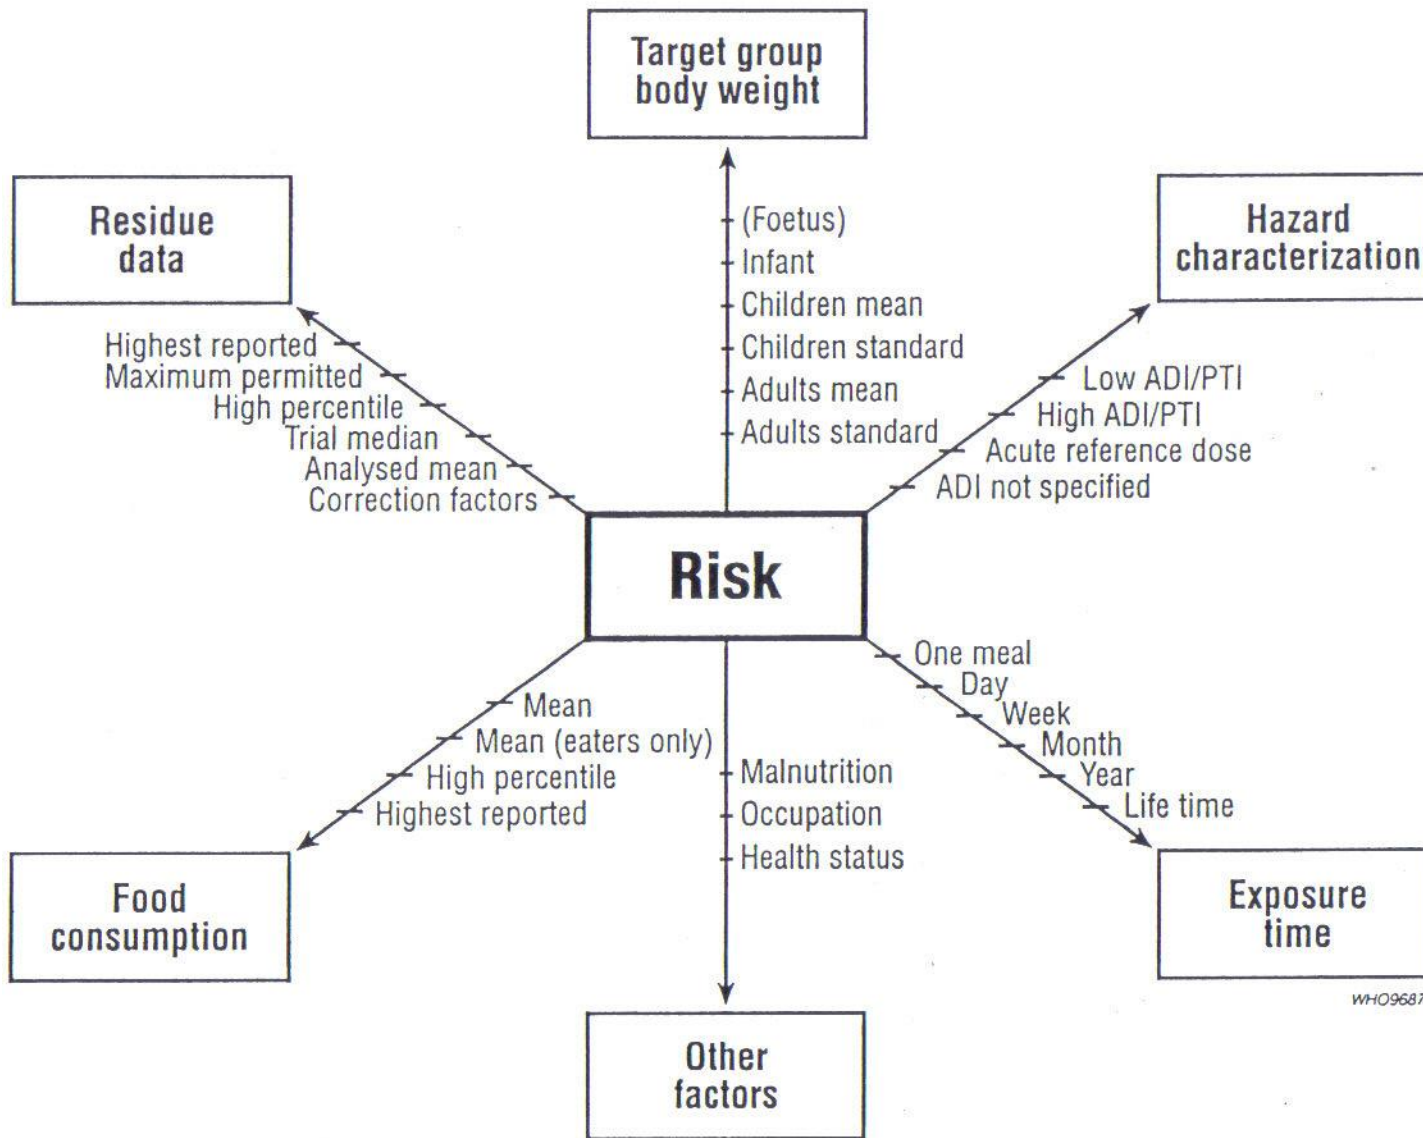 Target group
body weight
Residue
data
Hazard
characterization
(Foetus)
Infant
Children mean
Children standard
Adults mean
Adults standard
Highest reported
Maximum permitted
High percentile
Trial median
Analysed mean
Correction factors
Low ADI/PTI
High ADI/PTI
Acute reference dose
ADI not specified
Risk
Mean
Mean (eaters only)
High percentile
Highest reported
Malnutrition
Occupation
Health status
One meal
Day
Week
Month
Year
Life time
Food
consumption
Other
factors
Exposure
time
WHO9687